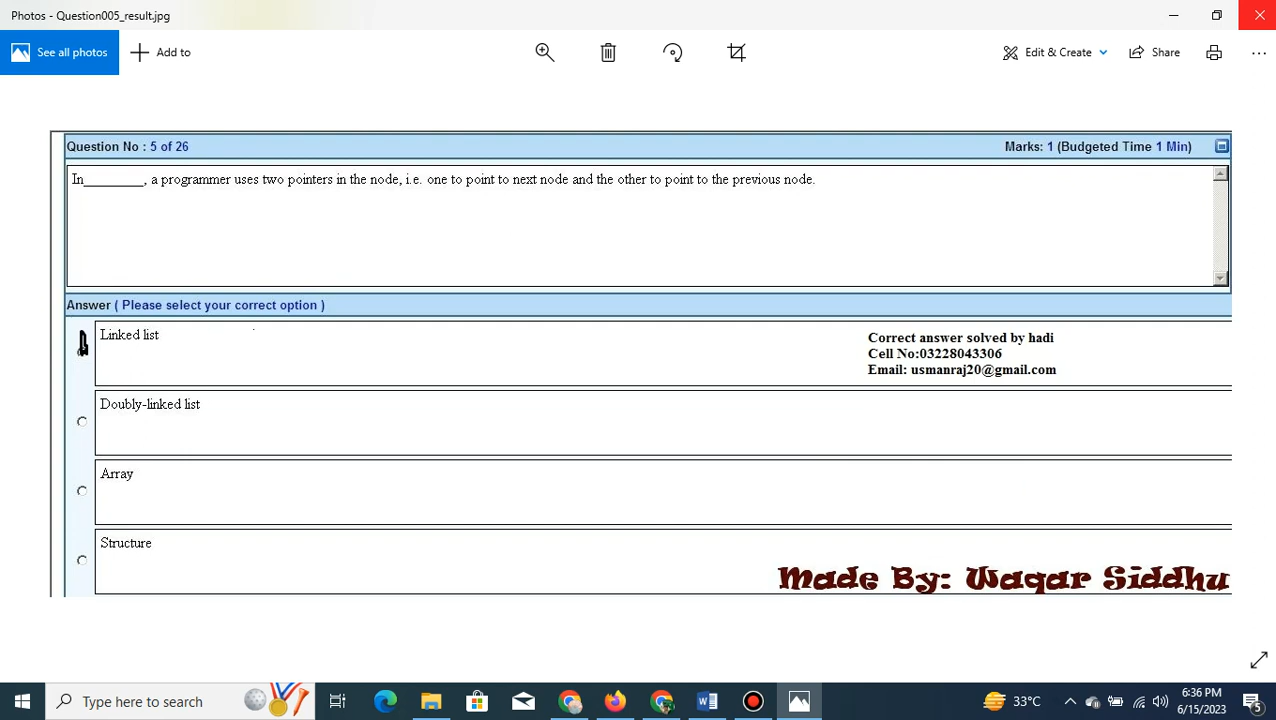 Photos - Question005_result.jpg
See all photos
Add to
Edit & Create
Share
Question No : 5 of 26
Marks: 1 (Budgeted Time 1 Min)
In________, a programmer uses two pointers in the node, i.e. one to point to next node and the other to point to the previous node.
Answer ( Please select your correct option )
Linked list
Correct answer solved by hadi
Cell No:03228043306
Email: usmanraj20@gmail.com
Doubly-linked list
Array
Structure
Made By: Waqar Siddhu
Type here to search
33°C
6:36 PM
6/15/2023
5